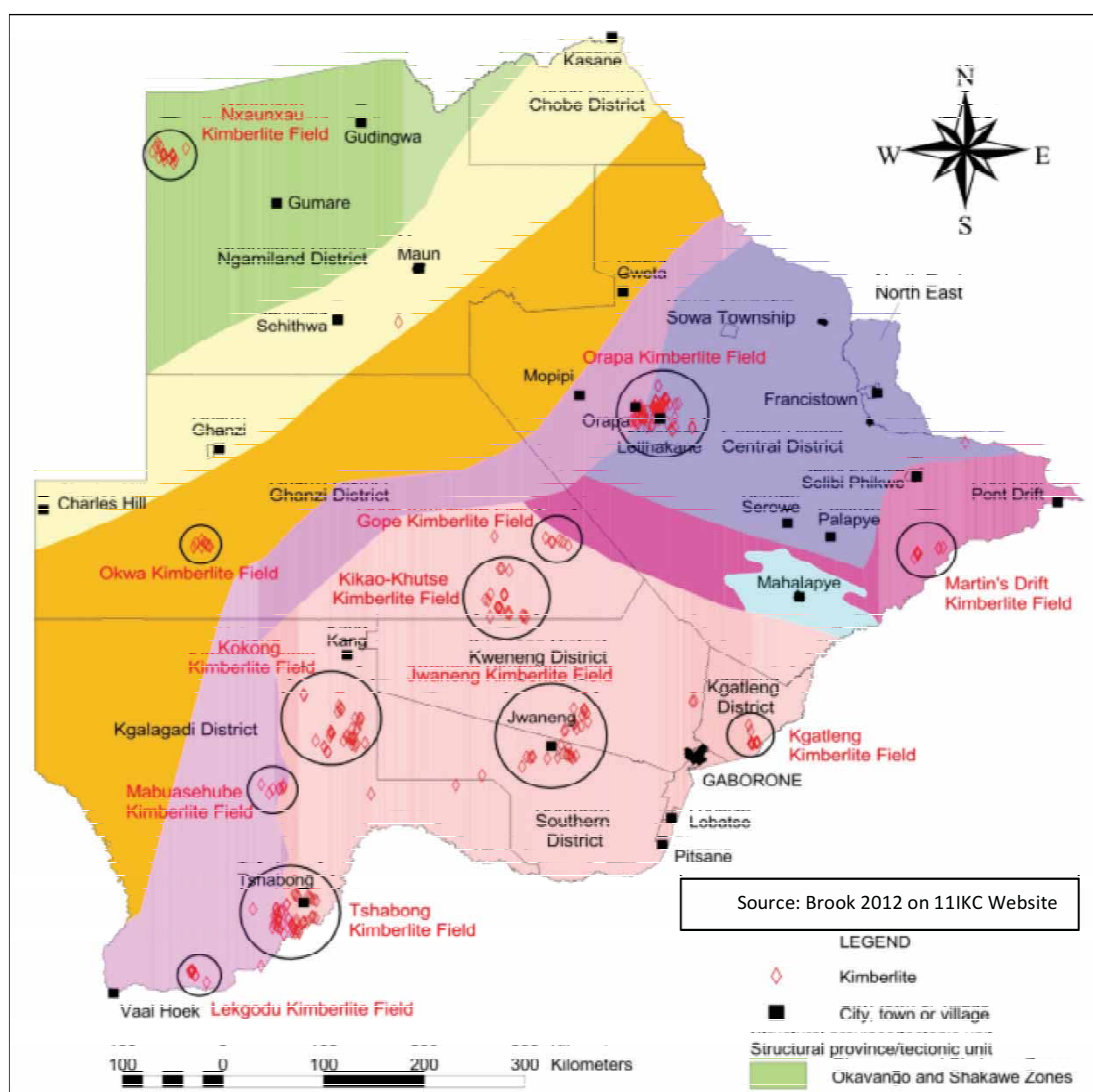 Kasane
Chobe District
N
W
E
S
Nxaunxau
Kimberlite Field
Gudingwa
Gumare
Ngamiland District
Maun
Sehithwa
Gweta
North East
Sowa Township
Orapa Kimberlite Field
Mopipi
Orapa
Letlhakane
Francistown
Central District
Ghanzi
Charles Hill
Ghanzi District
Selibi Phikwe
Pont Drift
Serowe
Palapye
Gope Kimberlite Field
Okwa Kimberlite Field
Kikao-Khutse
Kimberlite Field
Mahalapye
Martin's Drift
Kimberlite Field
Kokong
Kimberlite Field
Kang
Kweneng District
Jwaneng Kimberlite Field
Jwaneng
Kgatleng
District
Kgalagadi District
Kgatleng
Kimberlite Field
GABORONE
Mabuasehube
Kimberlite Field
Southern
District
Lobatse
Pitsane
Tshabong
Tshabong
Kimberlite Field
Source: Brook 2012 on 11IKC Website
LEGEND
Kimberlite
City, town or village
Vaal Hoek
Lekgodu Kimberlite Field
Structural province/tectonic unit
Okavango and Shakawe Zones
100 0 100 200 300 Kilometers